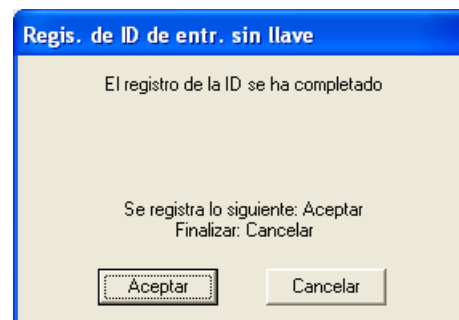 Regis. de ID de entr. sin llave
El registro de la ID se ha completado
Se registra lo siguiente: Aceptar
Finalizar: Cancelar
Aceptar
Cancelar